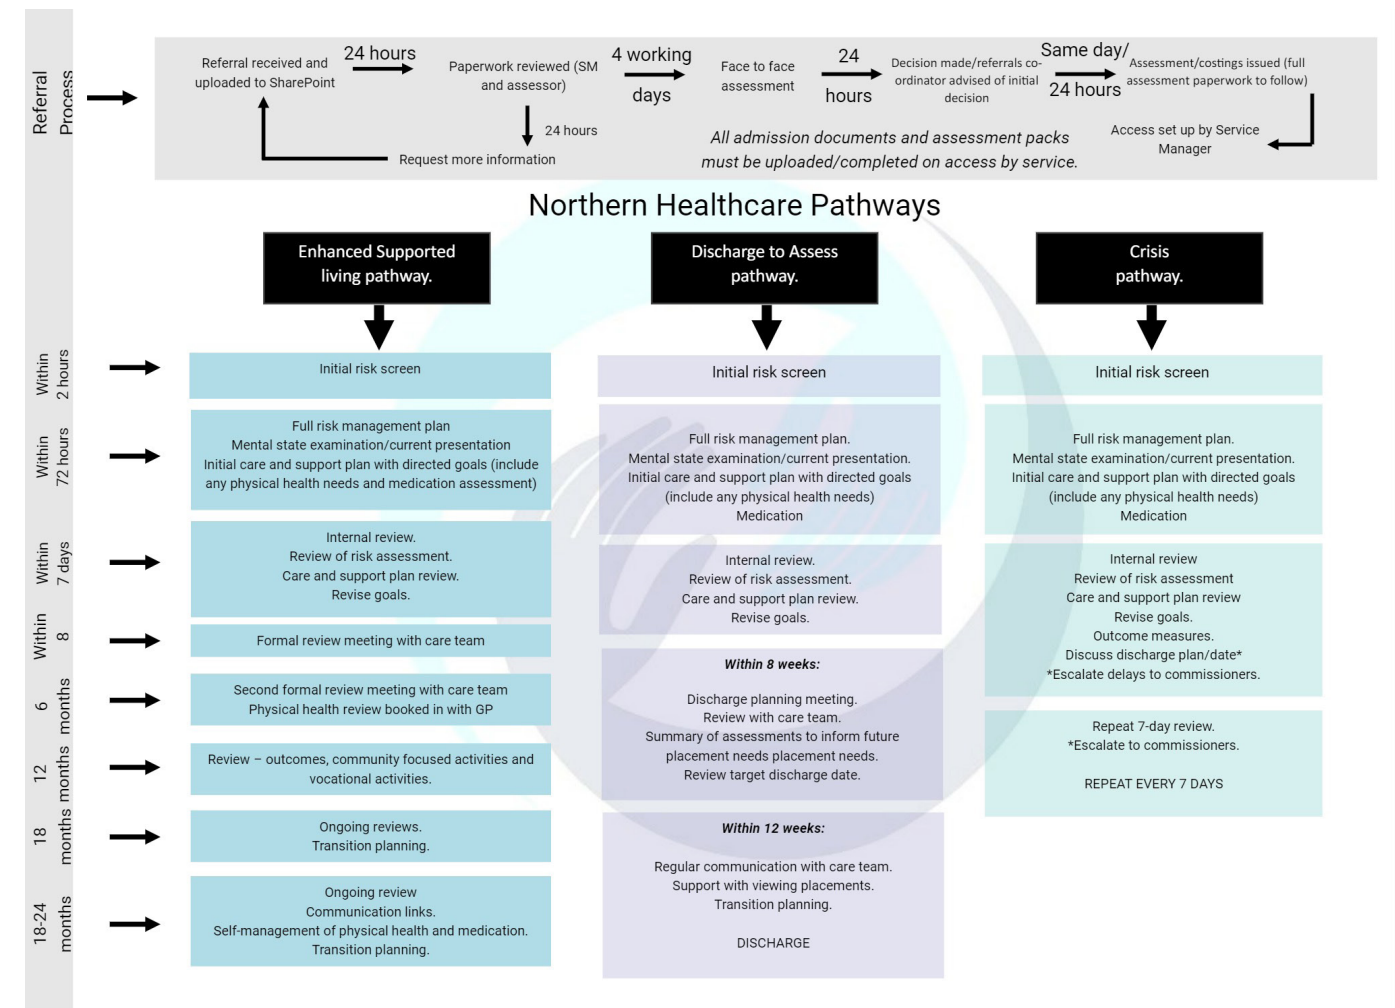 Referral
Process
Referral received and
uploaded to SharePoint
24 hours
Paperwork reviewed (SM
and assessor)
4 working
days
Face to face
assessment
24
hours
Decision made/referrals co-
ordinator advised of initial
decision
Same day/
24 hours
Assessment/costings issued (full
assessment paperwork to follow)
24 hours
Request more information
All admission documents and assessment packs
must be uploaded/completed on access by service.
Access set up by Service
Manager
Northern Healthcare Pathways
Enhanced Supported
living pathway.
Discharge to Assess
pathway.
Crisis
pathway.
Within
2 hours
Initial risk screen
Initial risk screen
Initial risk screen
Within
72 hours
Full risk management plan
Mental state examination/current presentation
Initial care and support plan with directed goals (include
any physical health needs and medication assessment)
Full risk management plan.
Mental state examination/current presentation.
Initial care and support plan with directed goals
(include any physical health needs)
Medication
Full risk management plan.
Mental state examination/current presentation.
Initial care and support plan with directed goals
(include any physical health needs)
Medication
Within
7 days
Internal review.
Review of risk assessment.
Care and support plan review.
Revise goals.
Internal review.
Review of risk assessment.
Care and support plan review.
Revise goals.
Internal review
Review of risk assessment
Care and support plan review
Revise goals.
Outcome measures.
Discuss discharge plan/date*
*Escalate delays to commissioners.
Within
8
Formal review meeting with care team
Within 8 weeks:
Discharge planning meeting.
Review with care team.
Summary of assessments to inform future
placement needs placement needs.
Review target discharge date.
6
months
Second formal review meeting with care team
Physical health review booked in with GP
Repeat 7-day review.
*Escalate to commissioners.
REPEAT EVERY 7 DAYS
12
months
Review – outcomes, community focused activities and
vocational activities.
18
months
Ongoing reviews.
Transition planning.
Within 12 weeks:
Regular communication with care team.
Support with viewing placements.
Transition planning.
DISCHARGE
18-24
months
Ongoing review
Communication links.
Self-management of physical health and medication.
Transition planning.